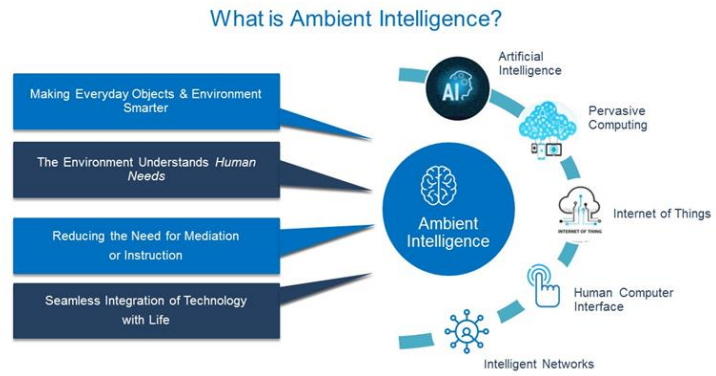 What is Ambient Intelligence?
Making Everyday Objects & Environment
Smarter
The Environment Understands Human
Needs
Reducing the Need for Mediation
or Instruction
Seamless Integration of Technology
with Life
Ambient
Intelligence
AI
Artificial
Intelligence
Pervasive
Computing
INTERNET OF THING
Internet of Things
Human Computer
Interface
Intelligent Networks